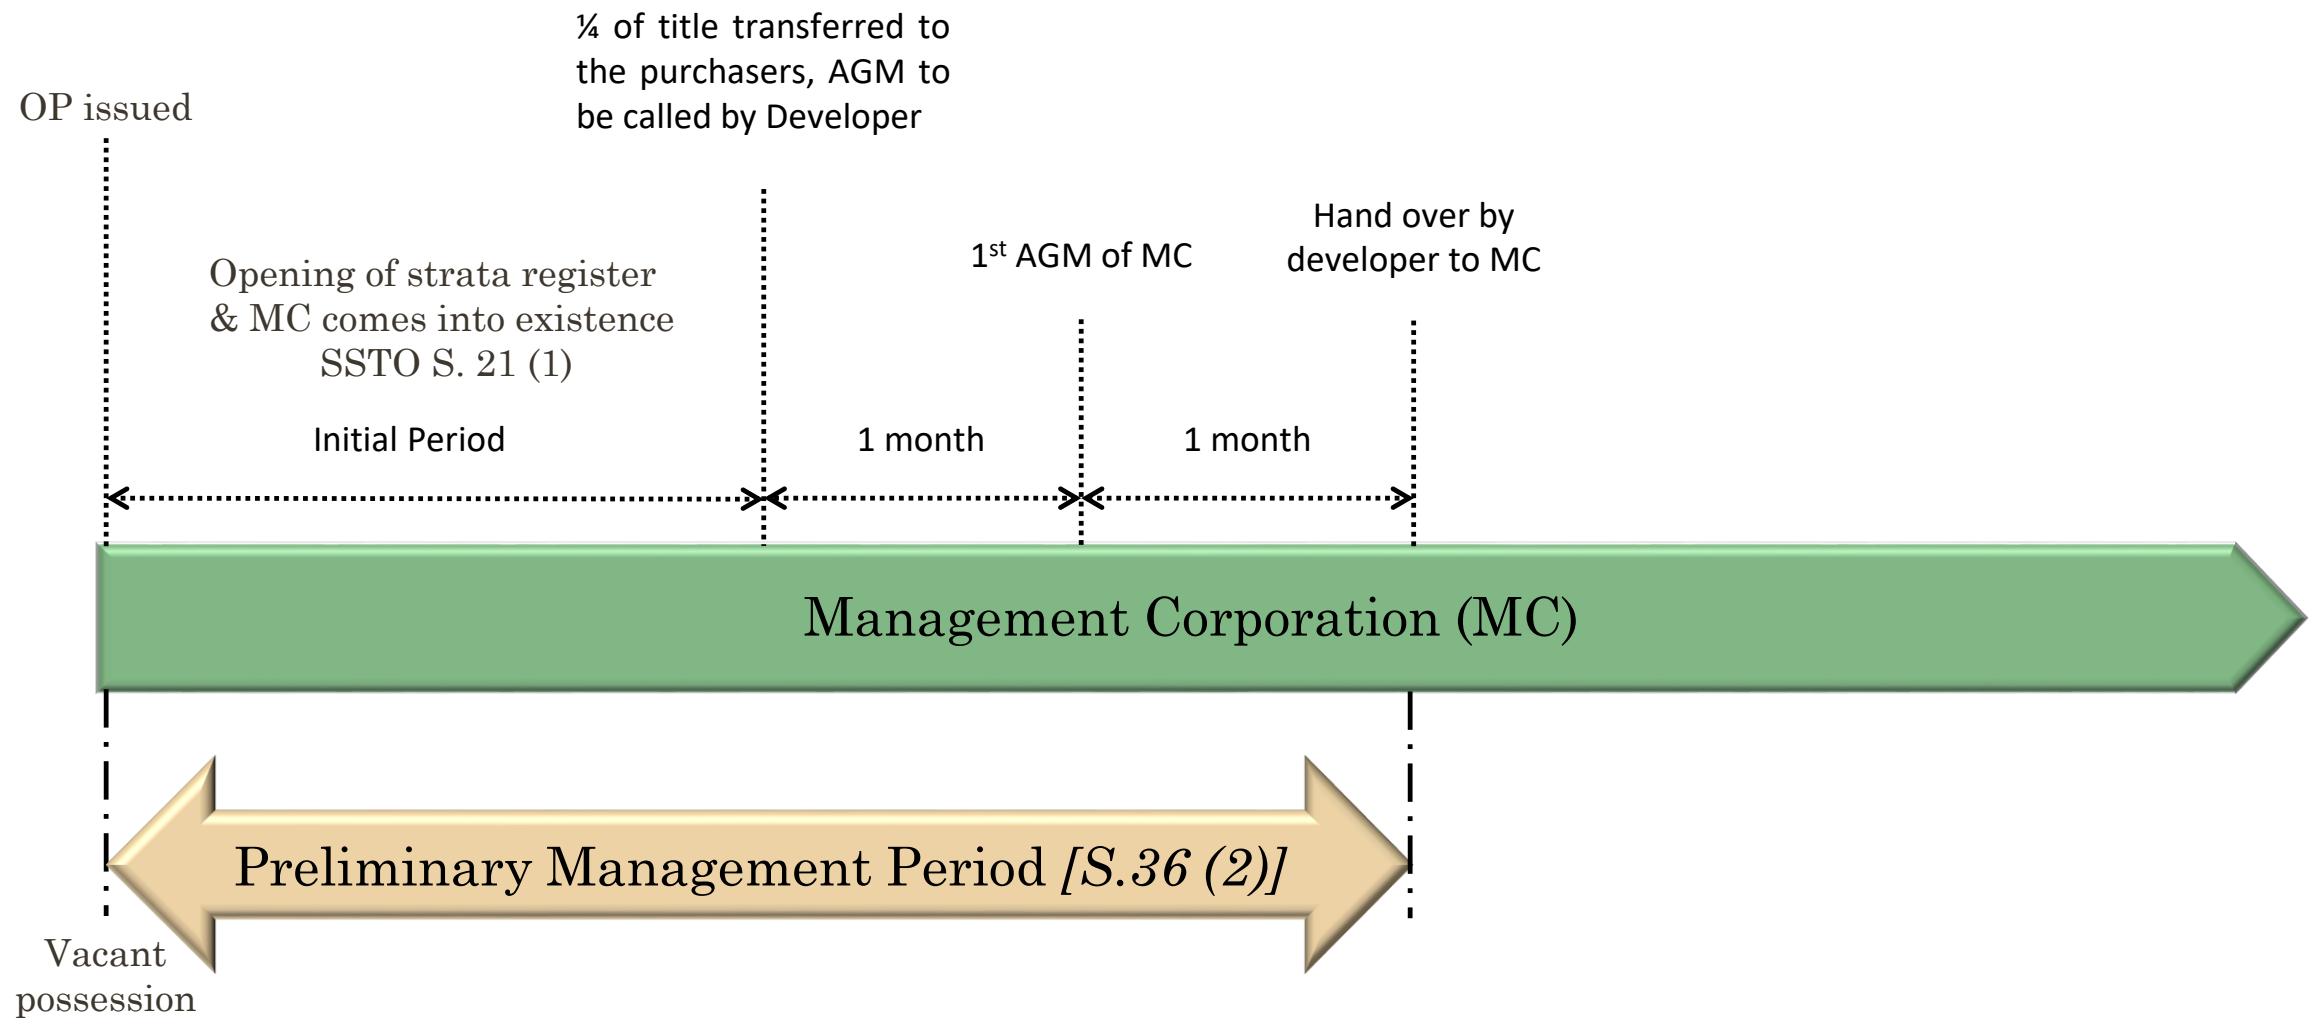 ¼ of title transferred to
the purchasers, AGM to
be called by Developer
OP issued
Hand over by
developer to MC
1st AGM of MC
Opening of strata register
& MC comes into existence
SSTO S. 21 (1)
Initial Period
1 month
1 month
Management Corporation (MC)
Preliminary Management Period [S.36 (2)]
Vacant
possession